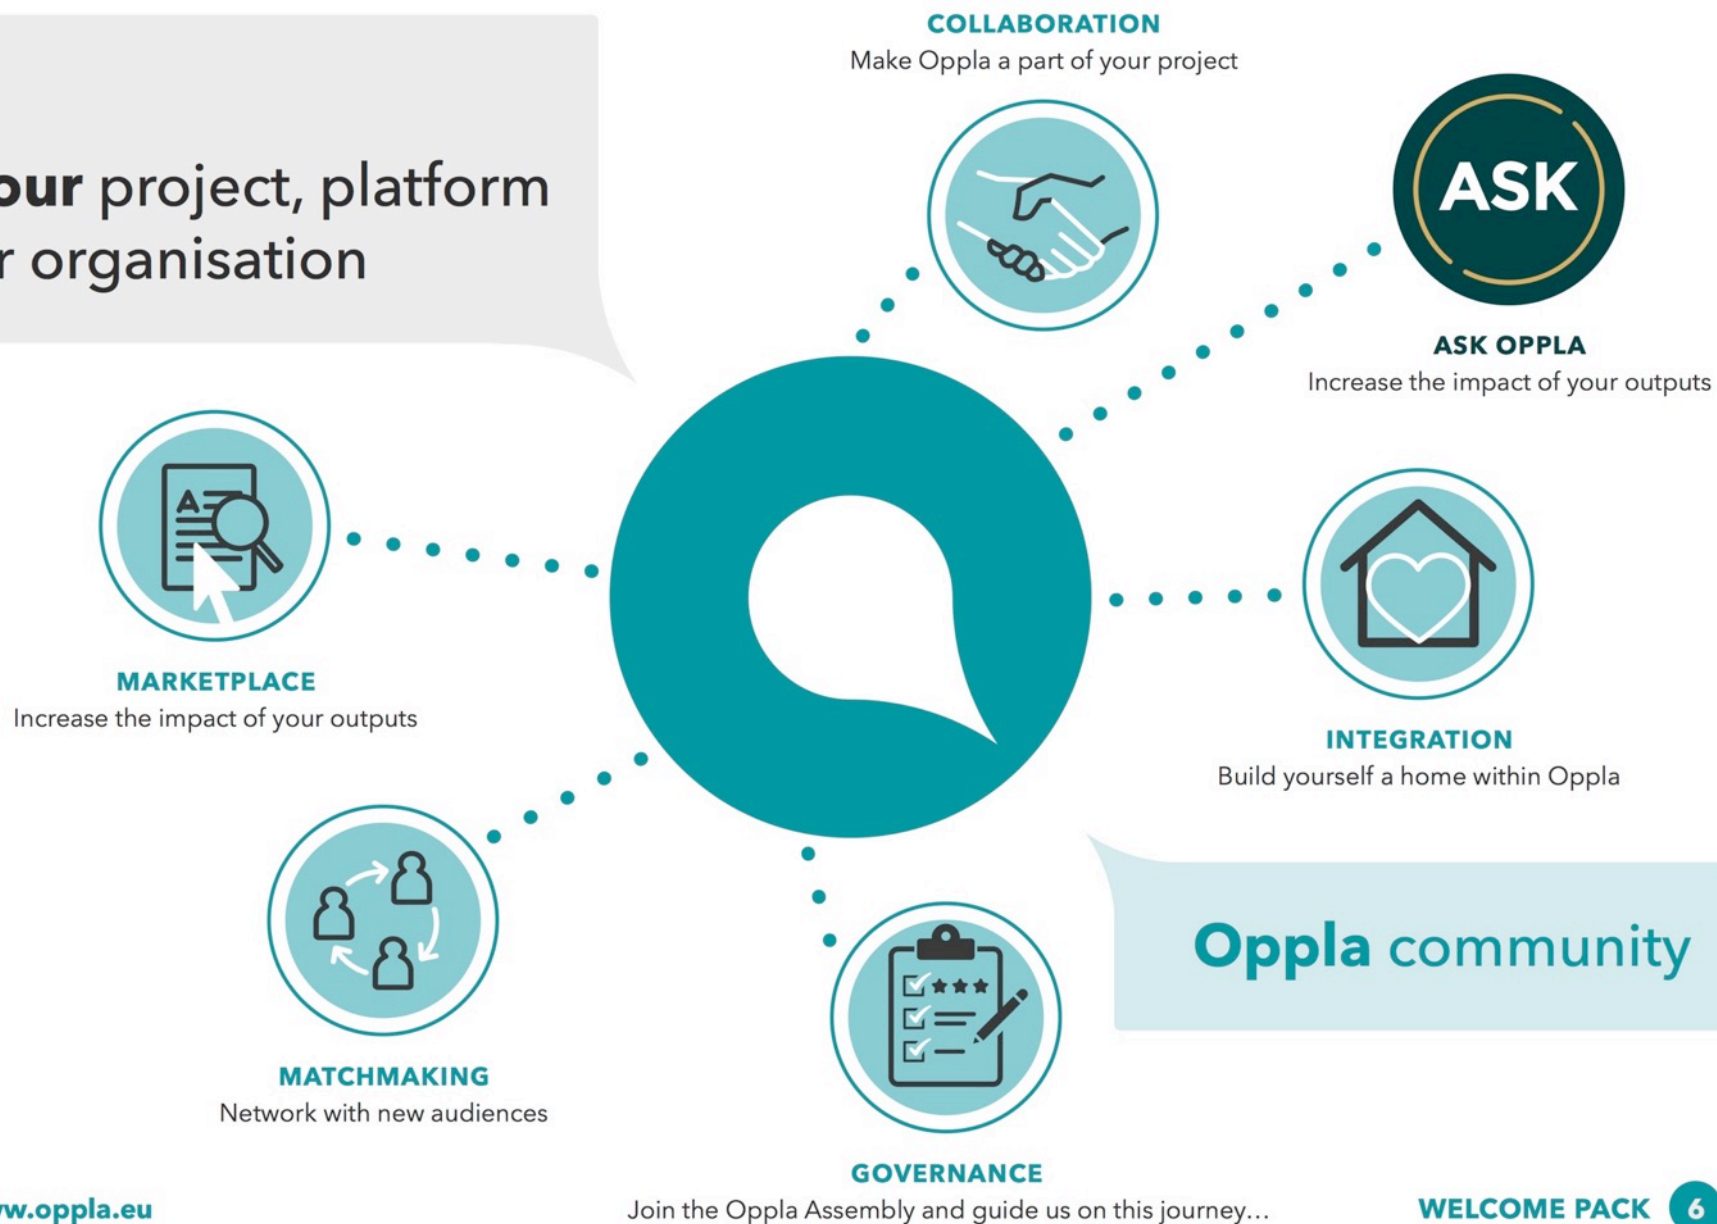 COLLABORATION
Make Oppla a part of your project
our project, platform
r organisation
ASK
ASK OPPLA
Increase the impact of your outputs
A
MARKETPLACE
Increase the impact of your outputs
INTEGRATION
Build yourself a home within Oppla
Oppla community
MATCHMAKING
Network with new audiences
GOVERNANCE
Join the Oppla Assembly and guide us on this journey...
w.oppla.eu
WELCOME PACK 6